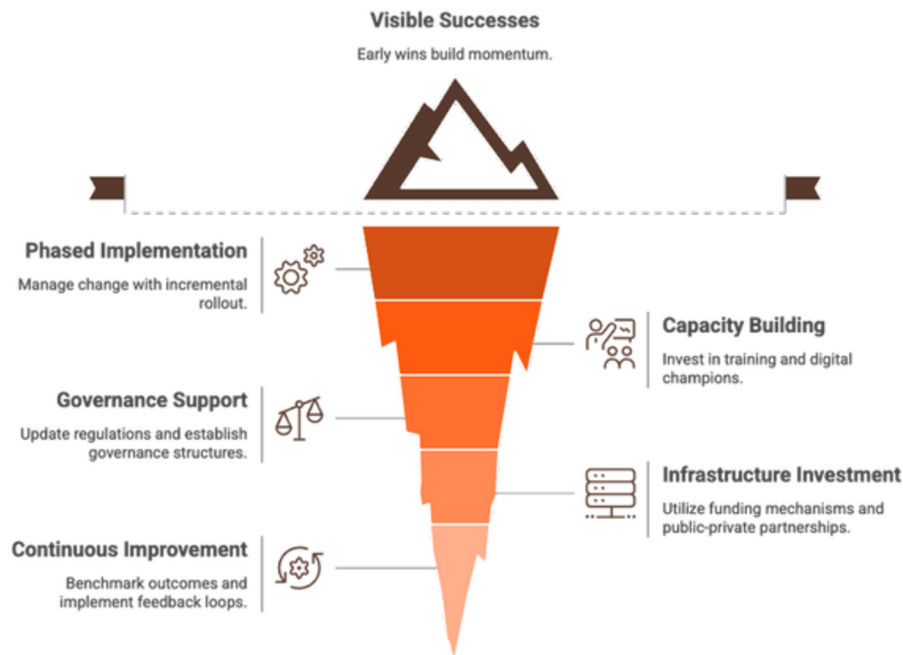 Visible Successes
Early wins build momentum.
Phased Implementation
Manage change with incremental
rollout.
Capacity Building
Invest in training and digital
champions.
Governance Support
Update regulations and establish
governance structures.
Infrastructure Investment
Utilize funding mechanisms and
public-private partnerships.
Continuous Improvement
Benchmark outcomes and
implement feedback loops.